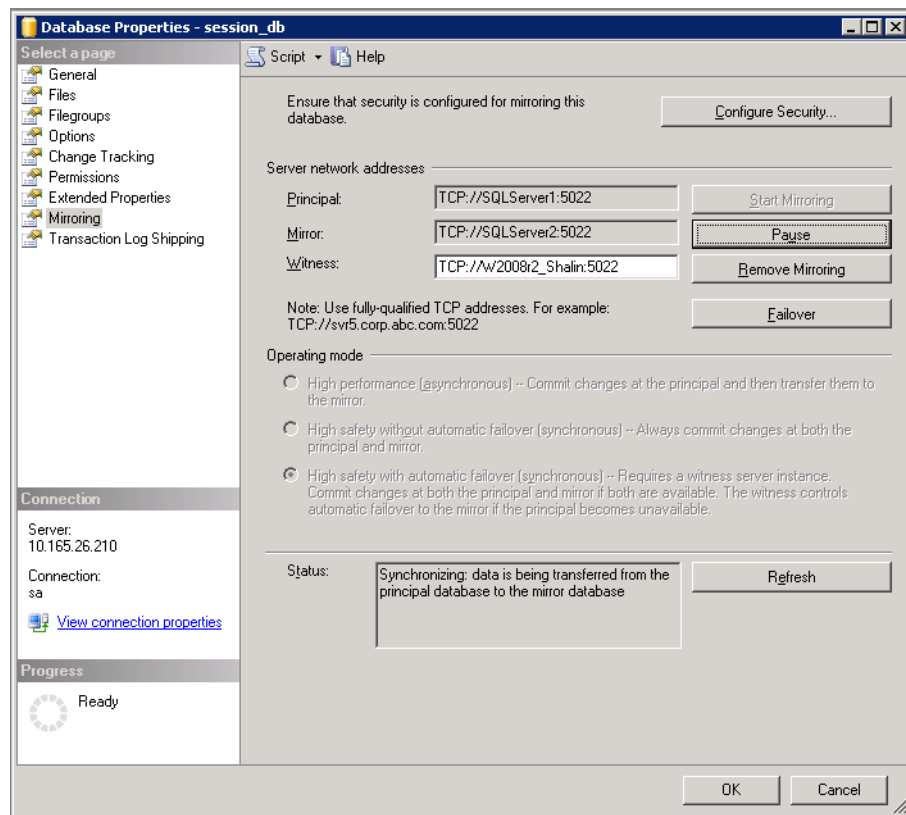 Database Properties - session_db
Select a page
General
Files
Filegroups
Options
Change Tracking
Permissions
Extended Properties
Mirroring
Transaction Log Shipping
Connection
Server:
10.165.26.210
Connection:
sa
View connection properties
Progress
Ready
Script
Help
Ensure that security is configured for mirroring this
database.
Configure Security...
Server network addresses
Principal:
TCP://SQLServer1:5022
Start Mirroring
Mirror:
TCP://SQLServer2:5022
Pause
Witness:
TCP://W2008r2_Shalin:5022
Remove Mirroring
Note: Use fully-qualified TCP addresses. For example:
TCP://svr5.corp.abc.com:5022
Failover
Operating mode
High performance (asynchronous) -- Commit changes at the principal and then transfer them to
the mirror.
High safety without automatic failover (synchronous) -- Always commit changes at both the
principal and mirror.
High safety with automatic failover (synchronous) -- Requires a witness server instance.
Commit changes at both the principal and mirror if both are available. The witness controls
automatic failover to the mirror if the principal becomes unavailable.
Status:
Synchronizing: data is being transferred from the
principal database to the mirror database
Refresh
OK
Cancel